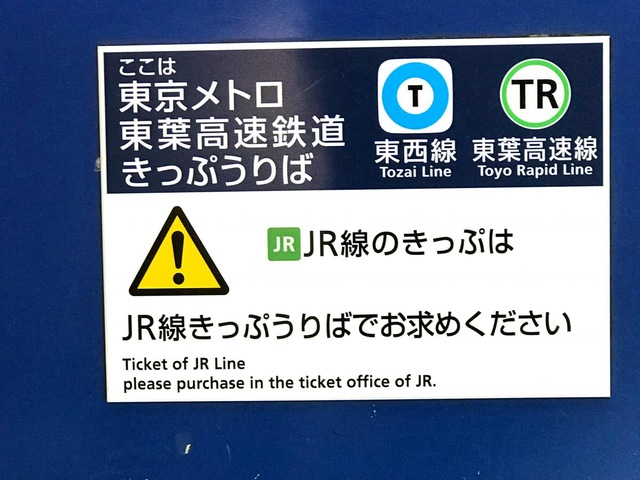 ここは
東京メトロ
東葉高速鉄道
きっぷうりば
T
東西線
Tozai Line
TR
東葉高速線
Toyo Rapid Line
JR JR線のきっぷは
JR線きっぷうりばでお求めください
Ticket of JR Line
please purchase in the ticket office of JR.